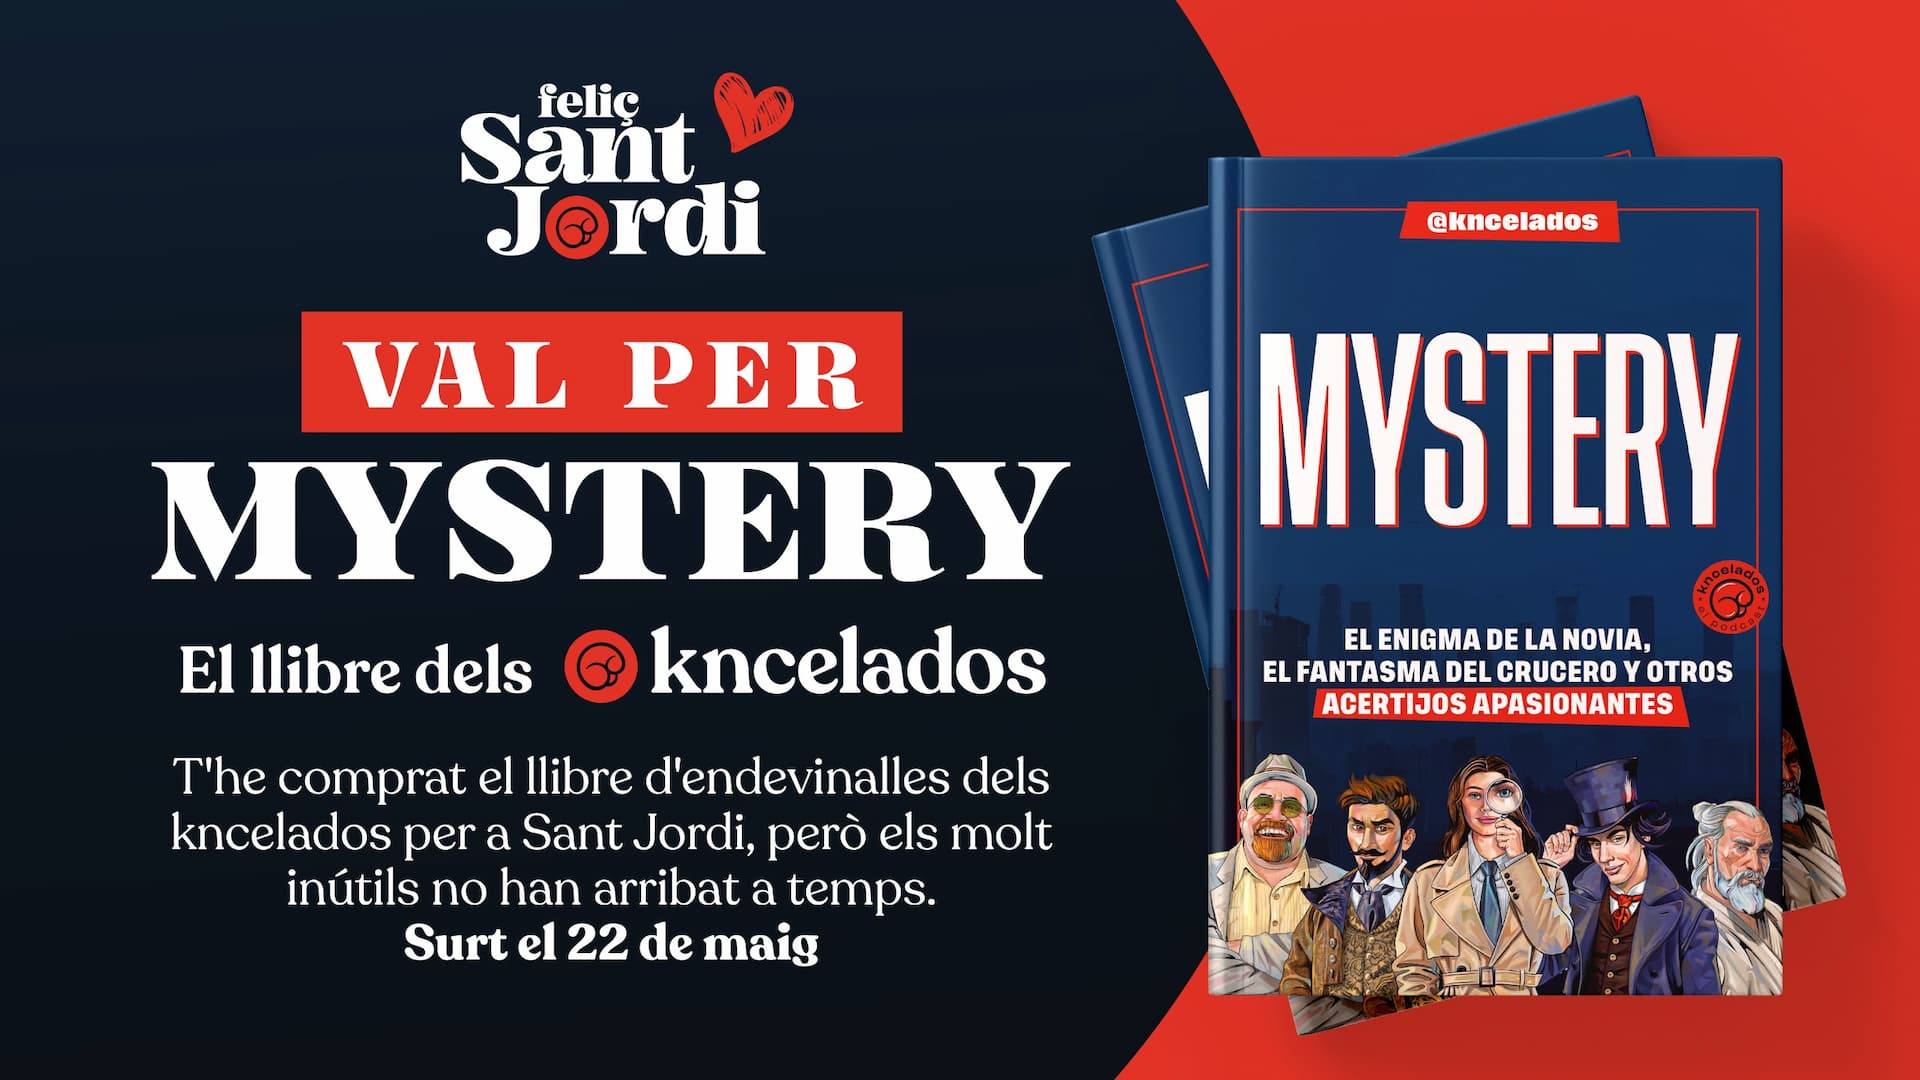 feliç
Sant
Jordi
VAL PER
MYSTERY
El llibre dels kncelados
T'he comprat el llibre d'endevinalles dels
kncelados per a Sant Jordi, però els molt
inútils no han arribat a temps.
Surt el 22 de maig
@kncelados
MYSTERY
kncelados
el podcast
EL ENIGMA DE LA NOVIA,
EL FANTASMA DEL CRUCERO Y OTROS
ACERTIJOS APASIONANTES